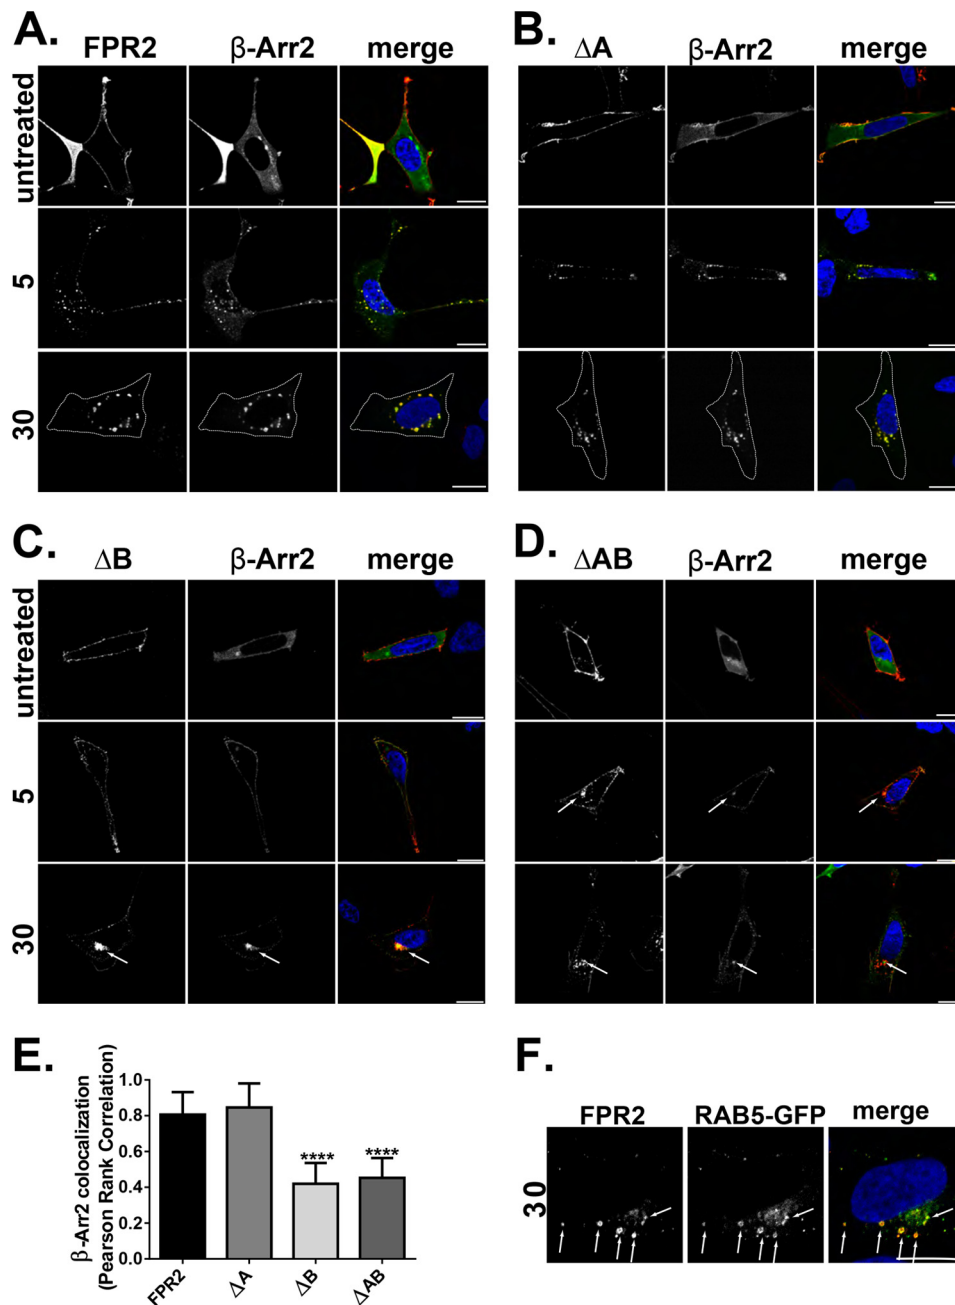 A.
FPR2 β-Arr2 merge
untreated
5
30
B.
ΔA β-Arr2 merge
C.
ΔB β-Arr2 merge
untreated
5
30
D.
ΔAB β-Arr2 merge
E.
β-Arr2 colocalization
(Pearson Rank Correlation)
1.0
0.8
0.6
0.4
0.2
0.0
**** ****
FPR2 ΔA ΔB ΔAB
F.
FPR2 RAB5-GFP merge
30